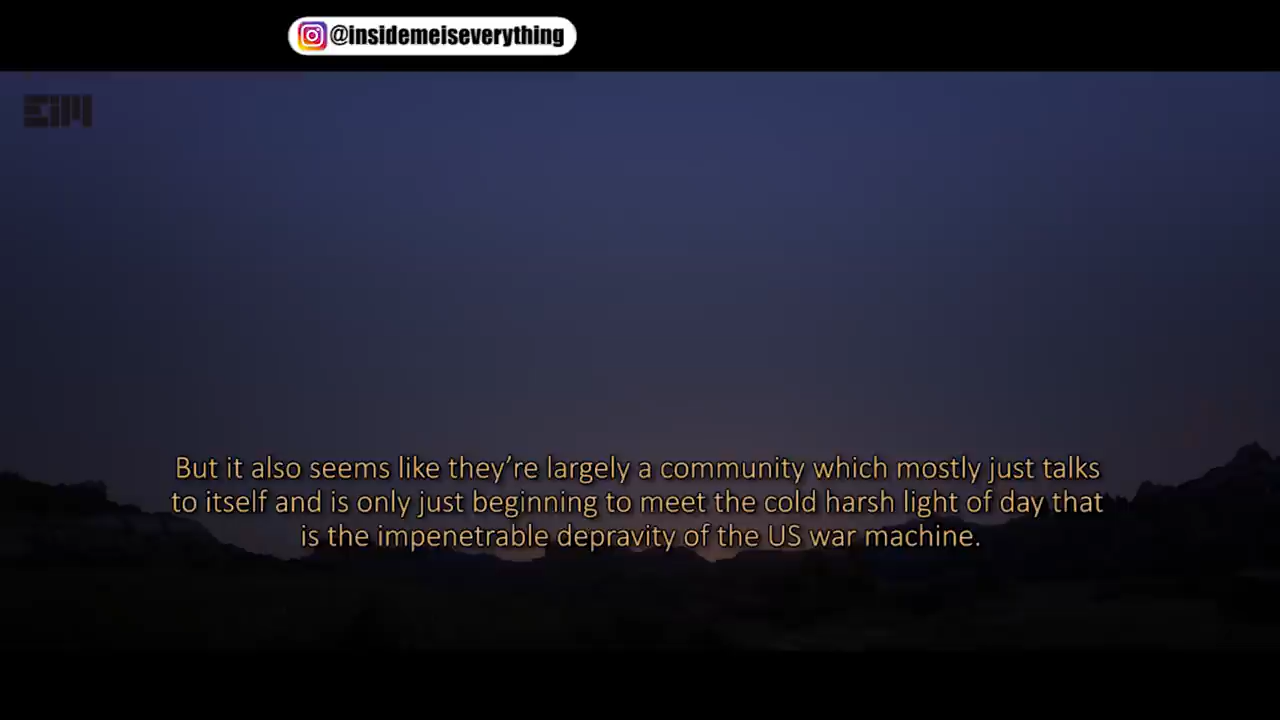 @insidemeiseverything
EIM
But it also seems like they’re largely a community which mostly just talks
to itself and is only just beginning to meet the cold harsh light of day that
is the impenetrable depravity of the US war machine.